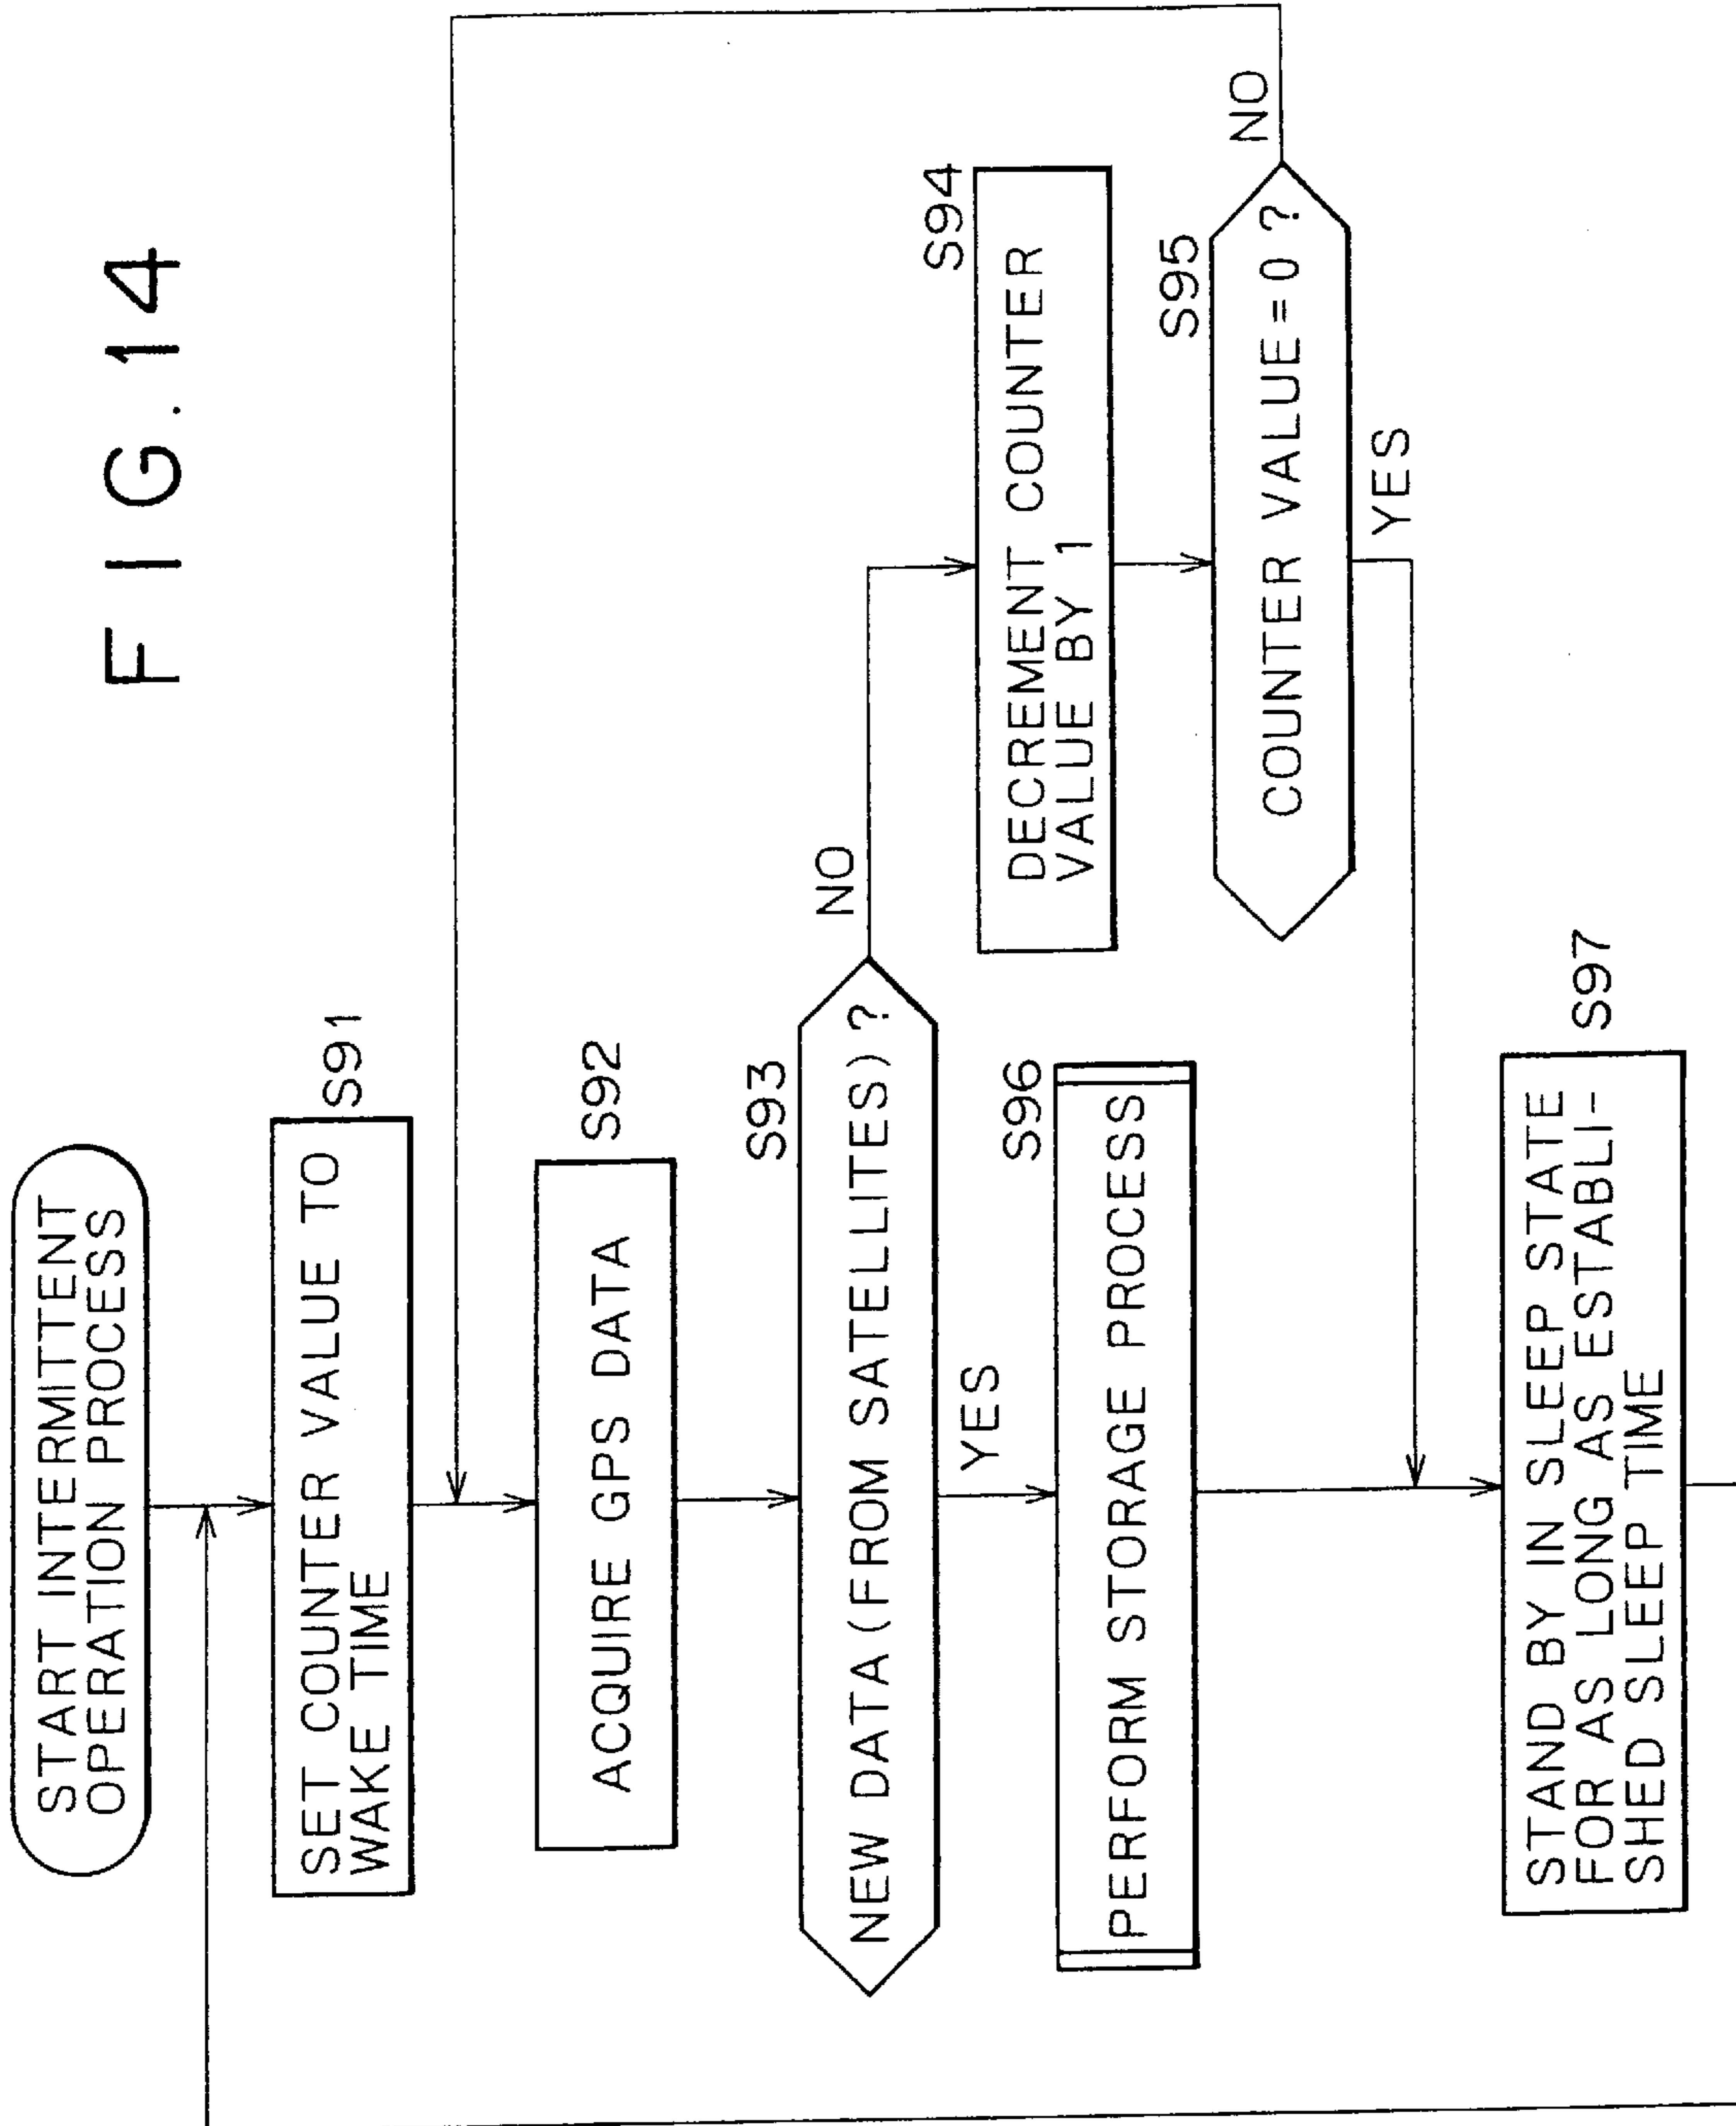 FIG.14
START INTERMITTENT
OPERATION PROCESS
SET COUNTER VALUE TO
WAKE TIME
S91
ACQUIRE GPS DATA
S92
NEW DATA (FROM SATELLITES) ?
S93
NO
YES
DECREMENT COUNTER
VALUE BY 1
S94
COUNTER VALUE = 0 ?
S95
NO
YES
PERFORM STORAGE PROCESS
S96
STAND BY IN SLEEP STATE
FOR AS LONG AS ESTABLI-
SHED SLEEP TIME
S97